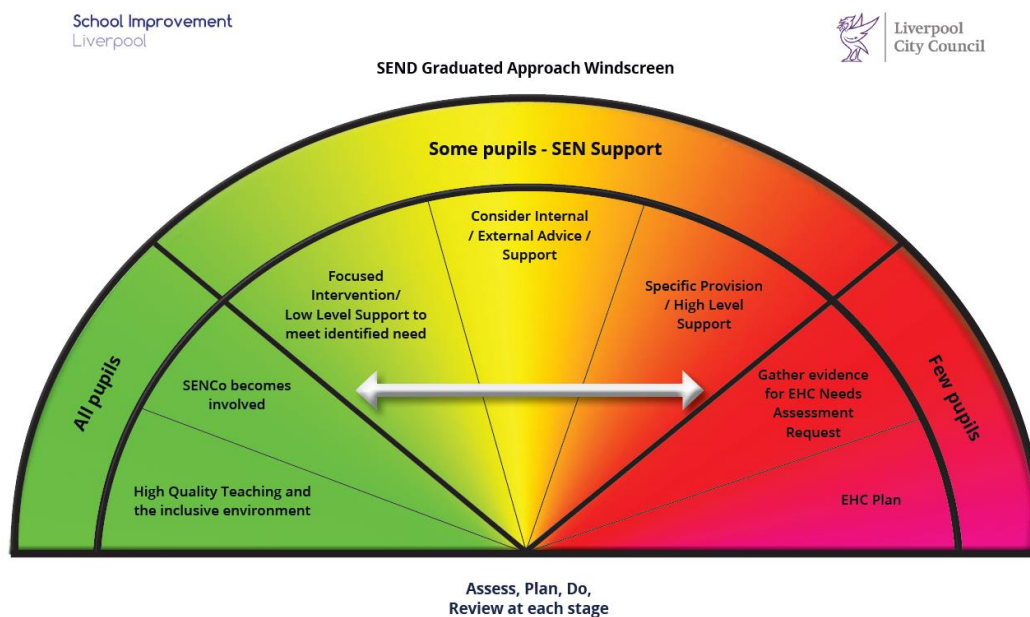 School Improvement
Liverpool
Liverpool
City Council
SEND Graduated Approach Windscreen
Some pupils - SEN Support
Consider Internal
/ External Advice /
Support
Focused
Intervention/
Low Level Support to
meet identified need
Specific Provision
/ High Level
Support
All pupils
SENCo becomes
involved
Gather evidence
for EHC Needs
Assessment
Request
Few pupils
High Quality Teaching and
the inclusive environment
EHC Plan
Assess, Plan, Do,
Review at each stage